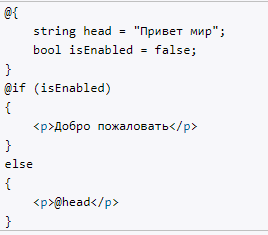 @{
    string head = "Привет мир";
    bool isEnabled = false;
}
@if (isEnabled)
{
    <p>Добро пожаловать</p>
}
else
{
    <p>@head</p>
}